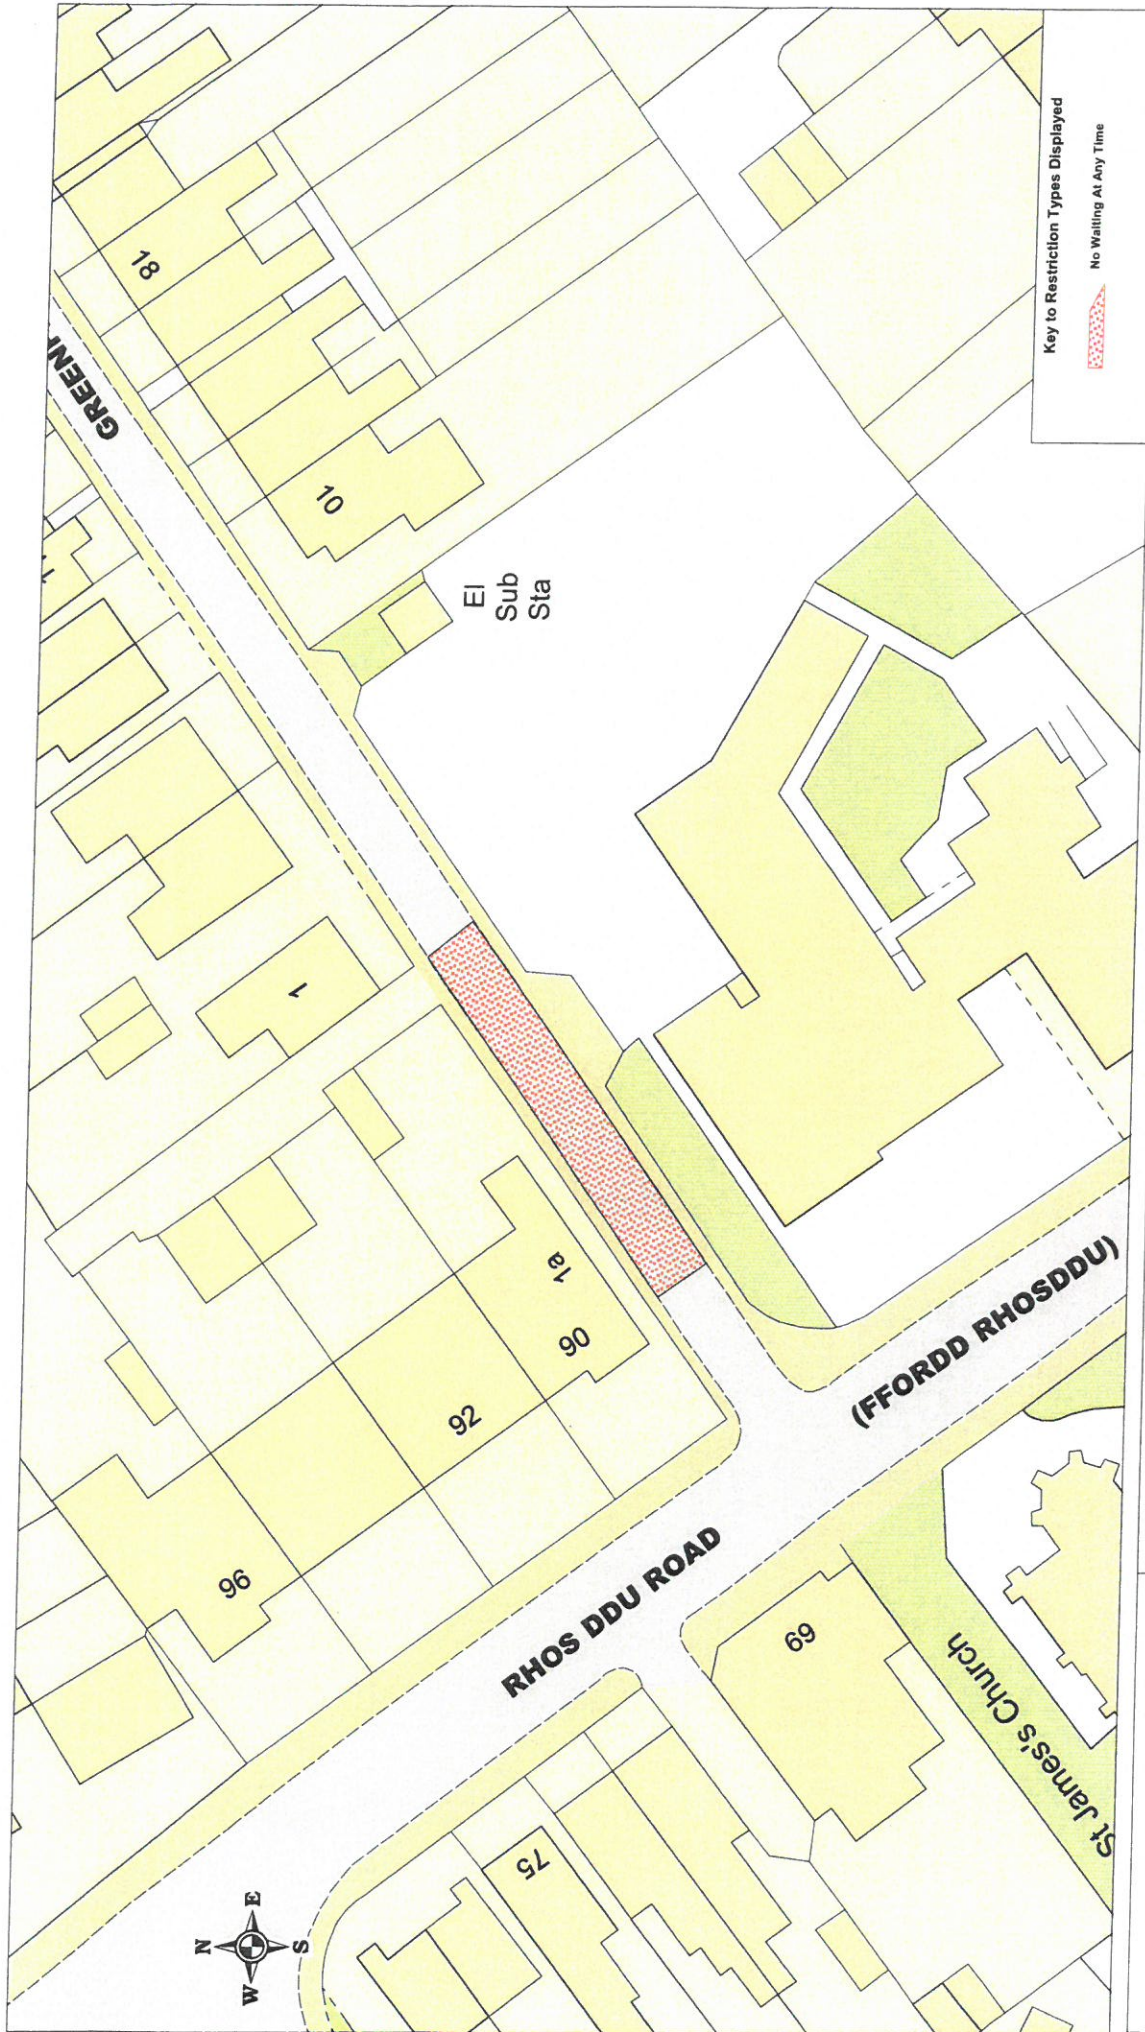 18
GREENF
10
El
Sub
Sta
1
1a
90
92
96
RHOS DDU ROAD
(FFORDD RHOSDDU)
69
St James's Church
75
N
W E
S
Key to Restriction Types Displayed
No Waiting At Any Time